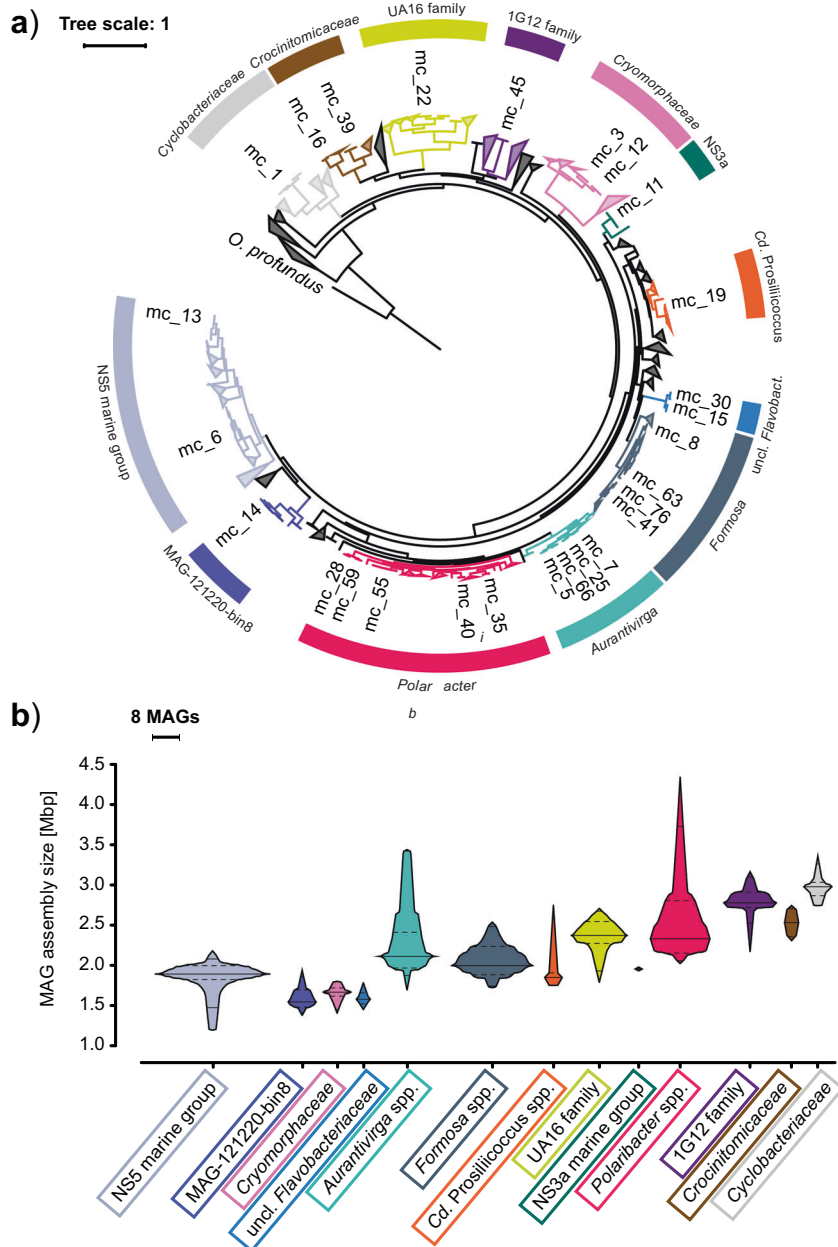 a)
Tree scale: 1
Cyclobacteriaceae
Crocinitomicaceae
UA16 family
1G12 family
Cryomorphaceae
NS3a
Cd. Prosiliicoccus
uncl. Flavobact.
Formosa
Aurantivirga
Polar acter
i
b
MAG-121220-bin8
NS5 marine group
mc_1
mc_16
mc_39
mc_22
mc_45
mc_3
mc_12
mc_11
mc_19
mc_30
mc_15
mc_8
mc_63
mc_76
mc_41
mc_7
mc_25
mc_66
mc_5
mc_35
mc_40
mc_55
mc_59
mc_28
mc_14
mc_6
mc_13
O. profundus
b)
8 MAGs
MAG assembly size [Mbp]
4.5
4.0
3.5
3.0
2.5
2.0
1.5
1.0
NS5 marine group
MAG-121220-bin8
Cryomorphaceae
uncl. Flavobacteriaceae
Aurantivirga spp.
Formosa spp.
Cd. Prosiliicoccus spp.
UA16 family
NS3a marine group
Polaribacter spp.
1G12 family
Crocinitomicaceae
Cyclobacteriaceae